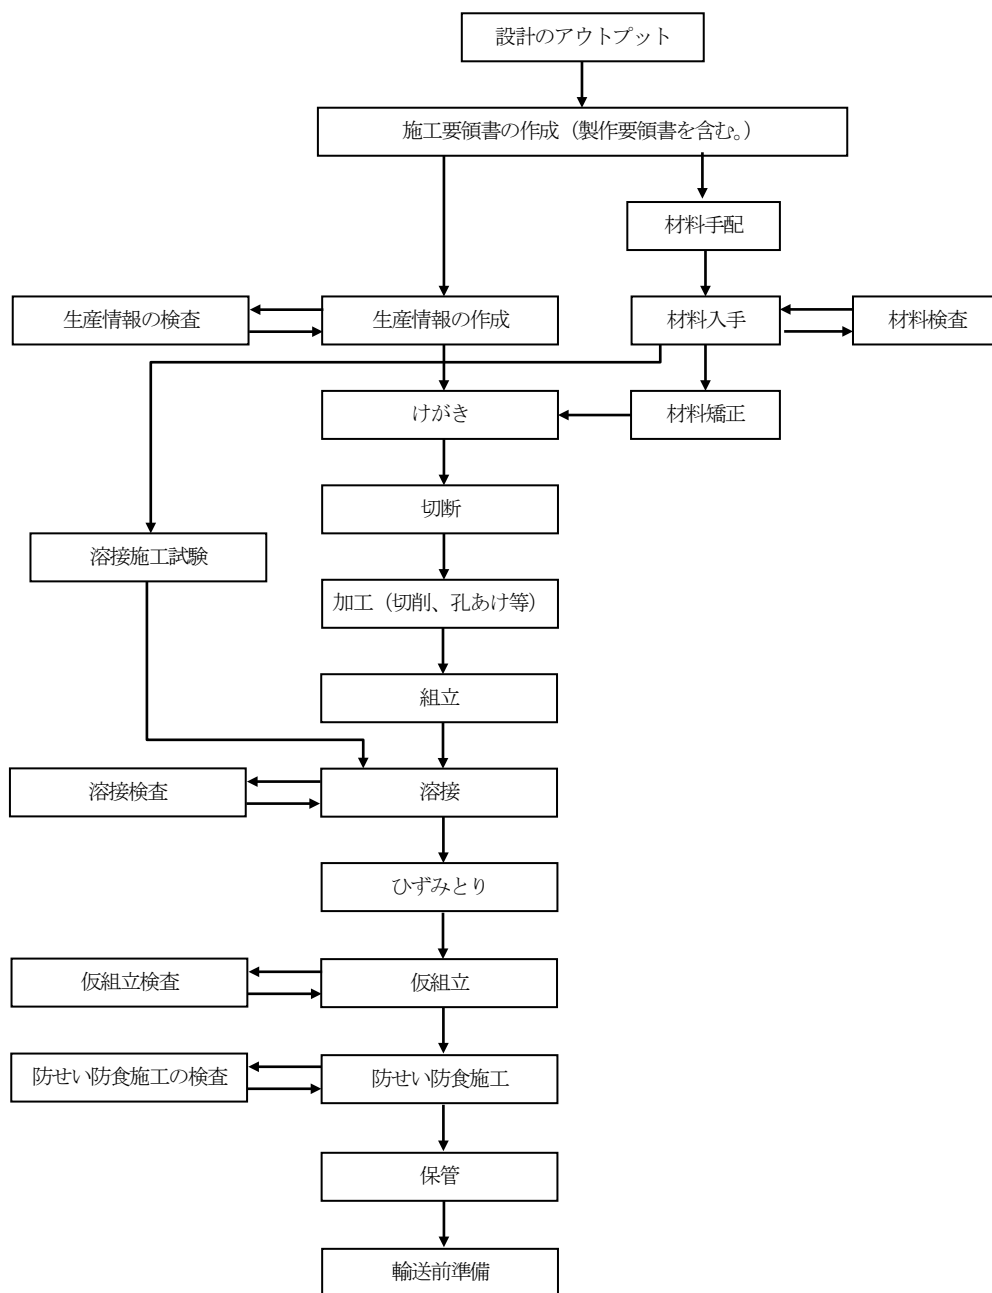 設計のアウトプット
施工要領書の作成（製作要領書を含む。）
材料手配
生産情報の検査
生産情報の作成
材料入手
材料検査
けがき
材料矯正
切断
溶接施工試験
加工（切削、孔あけ等）
組立
溶接検査
溶接
ひずみとり
仮組立検査
仮組立
防せい防食施工の検査
防せい防食施工
保管
輸送前準備